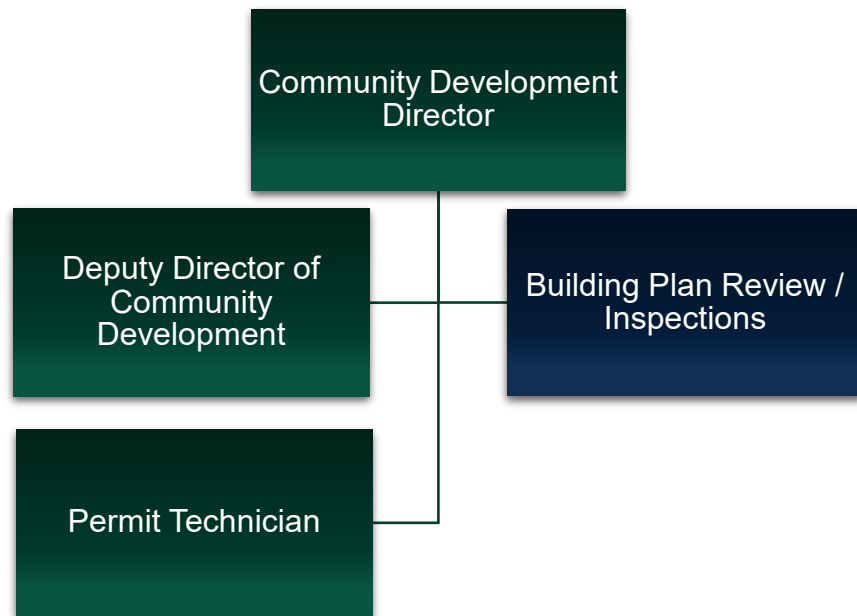 Community Development
Director
Deputy Director of
Community
Development
Building Plan Review /
Inspections
Permit Technician